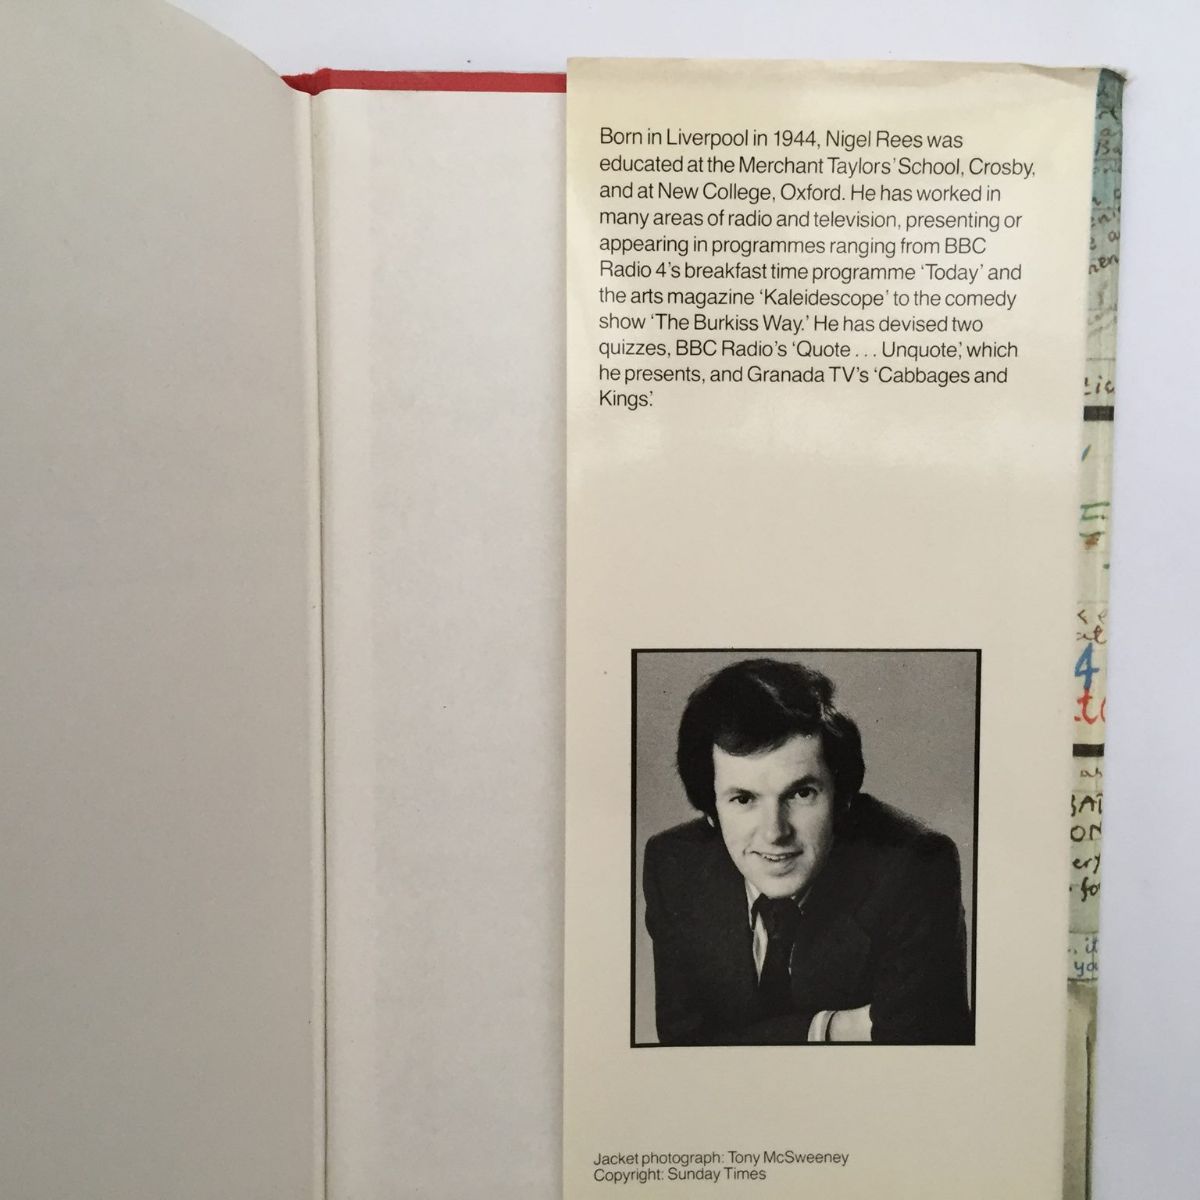 Born in Liverpool in 1944, Nigel Rees was
educated at the Merchant Taylors' School, Crosby,
and at New College, Oxford. He has worked in
many areas of radio and television, presenting or
appearing in programmes ranging from BBC
Radio 4's breakfast time programme ‘Today’ and
the arts magazine ‘Kaleidescope’ to the comedy
show ‘The Burkiss Way.’ He has devised two
quizzes, BBC Radio's ‘Quote . . . Unquote’, which
he presents, and Granada TV's ‘Cabbages and
Kings’.
Jacket photograph: Tony McSweeney
Copyright: Sunday Times